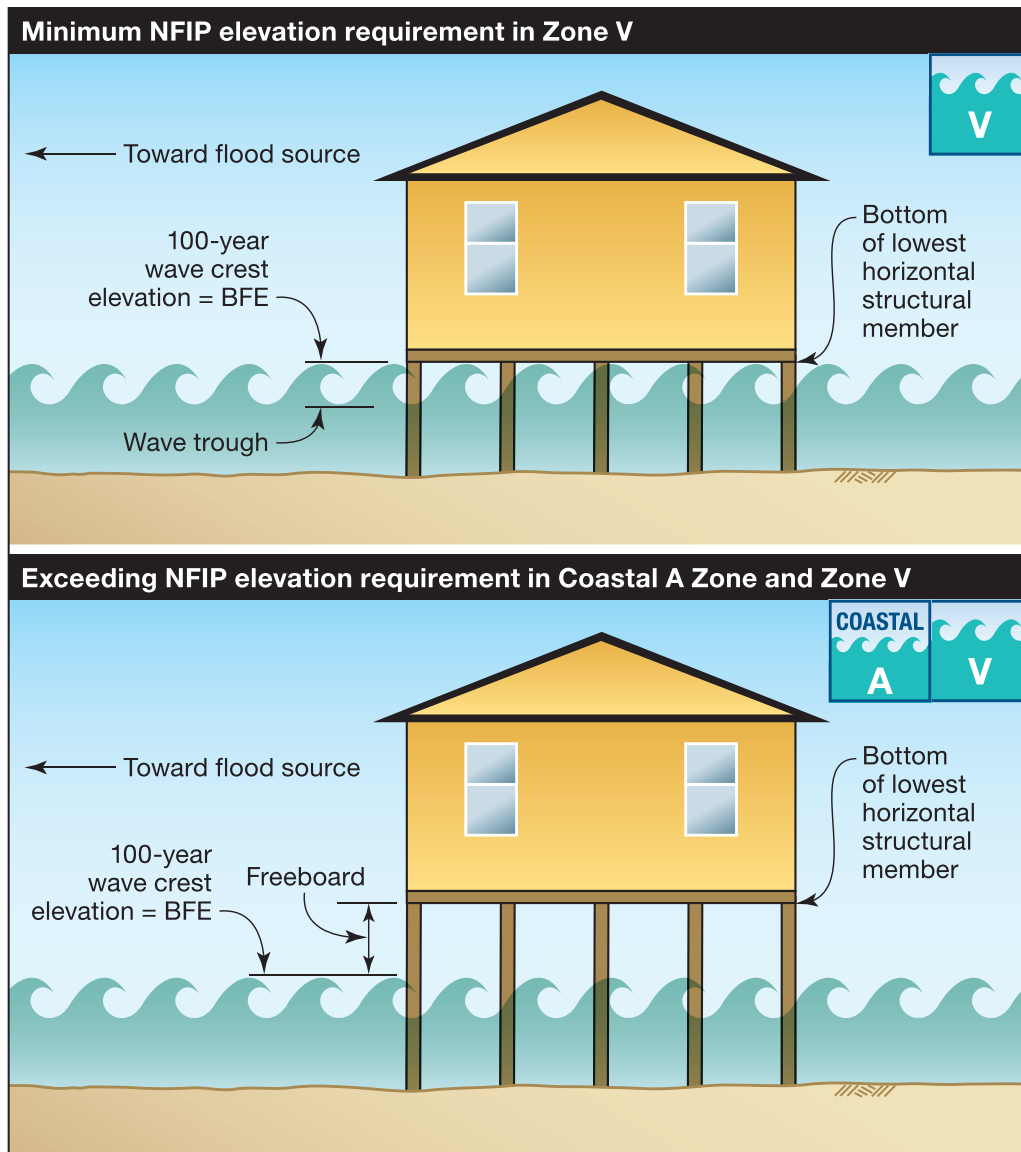 Minimum NFIP elevation requirement in Zone V
V
Toward flood source
100-year
wave crest
elevation = BFE
Bottom
of lowest
horizontal
structural
member
Wave trough
Exceeding NFIP elevation requirement in Coastal A Zone and Zone V
COASTAL
A
V
Toward flood source
Bottom
of lowest
horizontal
structural
member
100-year
wave crest
elevation = BFE
Freeboard